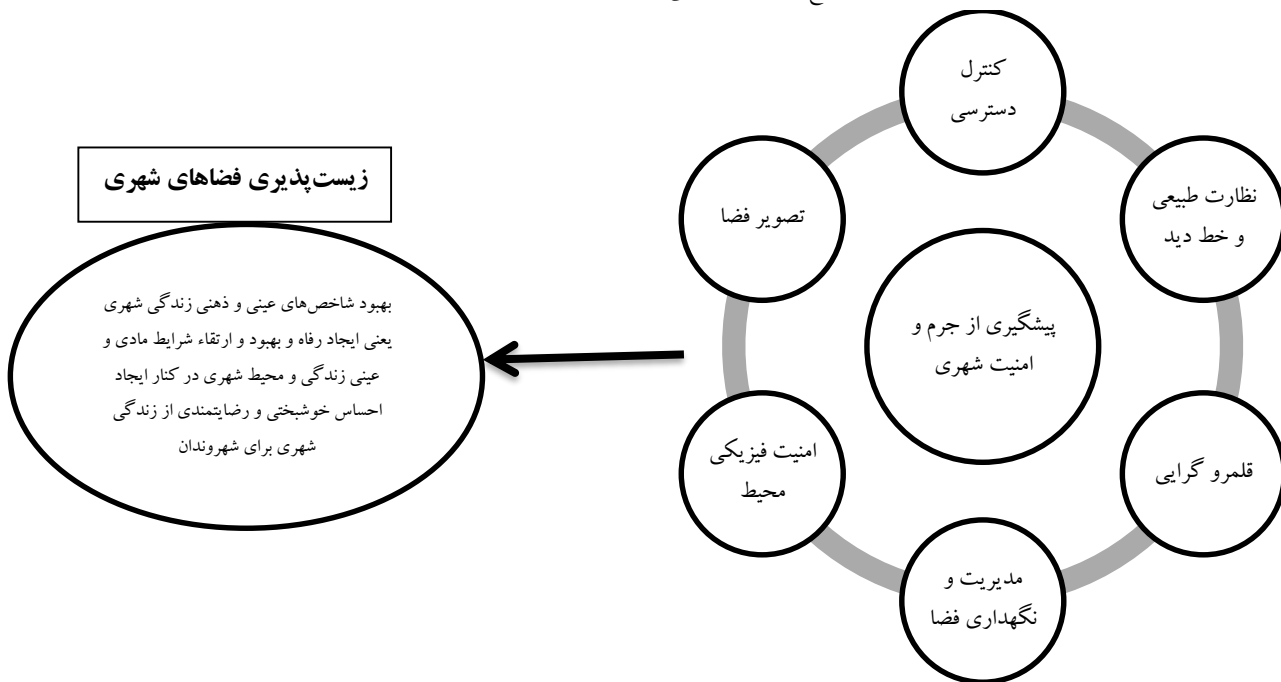 کنترل
دسترسی
نظارت طبیعی
و خط دید
قلمرو گرایی
مدیریت و
نگهداری فضا
امنیت فیزیکی
محیط
تصویر فضا
پیشگیری از جرم و
امنیت شهری
زیست‌پذیری فضاهای شهری
بهبود شاخص‌های عینی و ذهنی زندگی شهری
یعنی ایجاد رفاه و بهبود و ارتقاء شرایط مادی و
عینی زندگی و محیط شهری در کنار ایجاد
احساس خوشبختی و رضایتمندی از زندگی
شهری برای شهروندان